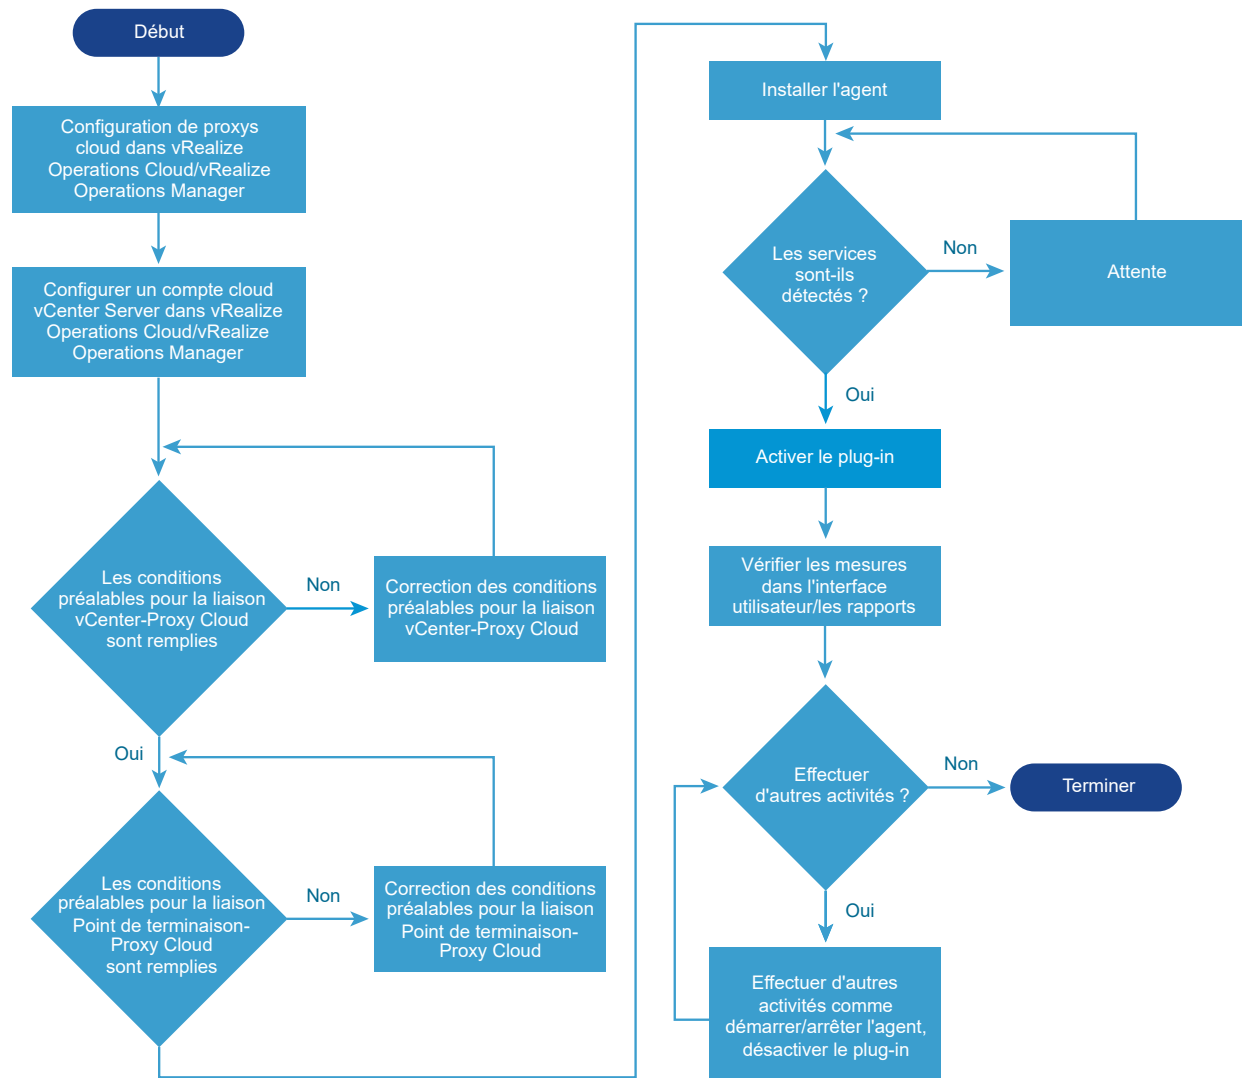 Début
Configuration de proxys
cloud dans vRealize
Operations Cloud/vRealize
Operations Manager
Configurer un compte cloud
vCenter Server dans vRealize
Operations Cloud/vRealize
Operations Manager
Les conditions
préalables pour la liaison
vCenter-Proxy Cloud
sont remplies
Non
Correction des conditions
préalables pour la liaison
vCenter-Proxy Cloud
Oui
Les conditions
préalables pour la liaison
Point de terminaison-
Proxy Cloud
sont remplies
Non
Correction des conditions
préalables pour la liaison
Point de terminaison-
Proxy Cloud
Installer l'agent
Les services
sont-ils
détectés ?
Non
Attente
Oui
Activer le plug-in
Vérifier les mesures
dans l'interface
utilisateur/les rapports
Effectuer
d'autres activités ?
Non
Terminer
Oui
Effectuer d'autres
activités comme
démarrer/arrêter l'agent,
désactiver le plug-in